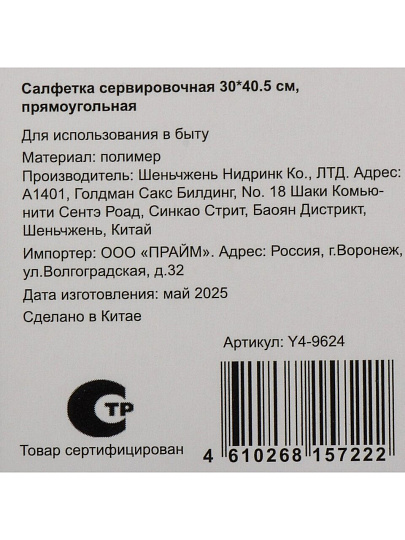 Салфетка сервировочная 30*40.5 см,
прямоугольная
Для использования в быту
Материал: полимер
Производитель: Шеньчжень Нидринк Ко., ЛТД. Адрес:
А1401, Голдман Сакс Билдинг, No. 18 Шаки Комью-
нити Сентэ Роад, Синкао Стрит, Баоян Дистрикт,
Шеньчжень, Китай
Импортер: ООО «ПРАЙМ». Адрес: Россия, г.Воронеж,
ул.Волгоградская, д.32
Дата изготовления: май 2025
Сделано в Китае
Артикул: Y4-9624
СТР
Товар сертифицирован
4 610268 157222